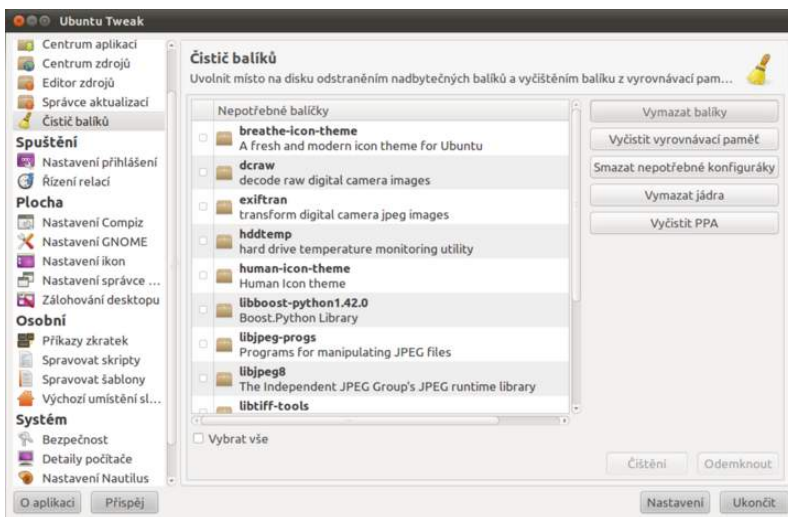 Ubuntu Tweak
Centrum aplikací
Centrum zdrojů
Editor zdrojů
Správce aktualizací
Čistič balíků
Spuštění
Nastavení přihlášení
Řízení relací
Plocha
Nastavení Compiz
Nastavení GNOME
Nastavení ikon
Nastavení správce ...
Zálohování desktopu
Osobní
Příkazy zkratek
Spravovat skripty
Spravovat šablony
Výchozí umístění sl...
Systém
Bezpečnost
Detaily počítače
Nastavení Nautilus
Čistič balíků
Uvolnit místo na disku odstraněním nadbytečných balíků a vyčištěním balíku z vyrovnávací pam...
Nepotřebné balíčky
breathe-icon-theme
A fresh and modern icon theme for Ubuntu
dcraw
decode raw digital camera images
exiftran
transform digital camera jpeg images
hddtemp
hard drive temperature monitoring utility
human-icon-theme
Human Icon theme
libboost-python1.42.0
Boost.Python Library
libjpeg-progs
Programs for manipulating JPEG files
libjpeg8
The Independent JPEG Group's JPEG runtime library
libtiff-tools
Vybrat vše
Vymazat balíky
Vyčistit vyrovnávací paměť
Smazat nepotřebné konfiguráky
Vymazat jádra
Vyčistit PPA
Čištění
Odemknout
O aplikaci
Přispěj
Nastavení
Ukončit